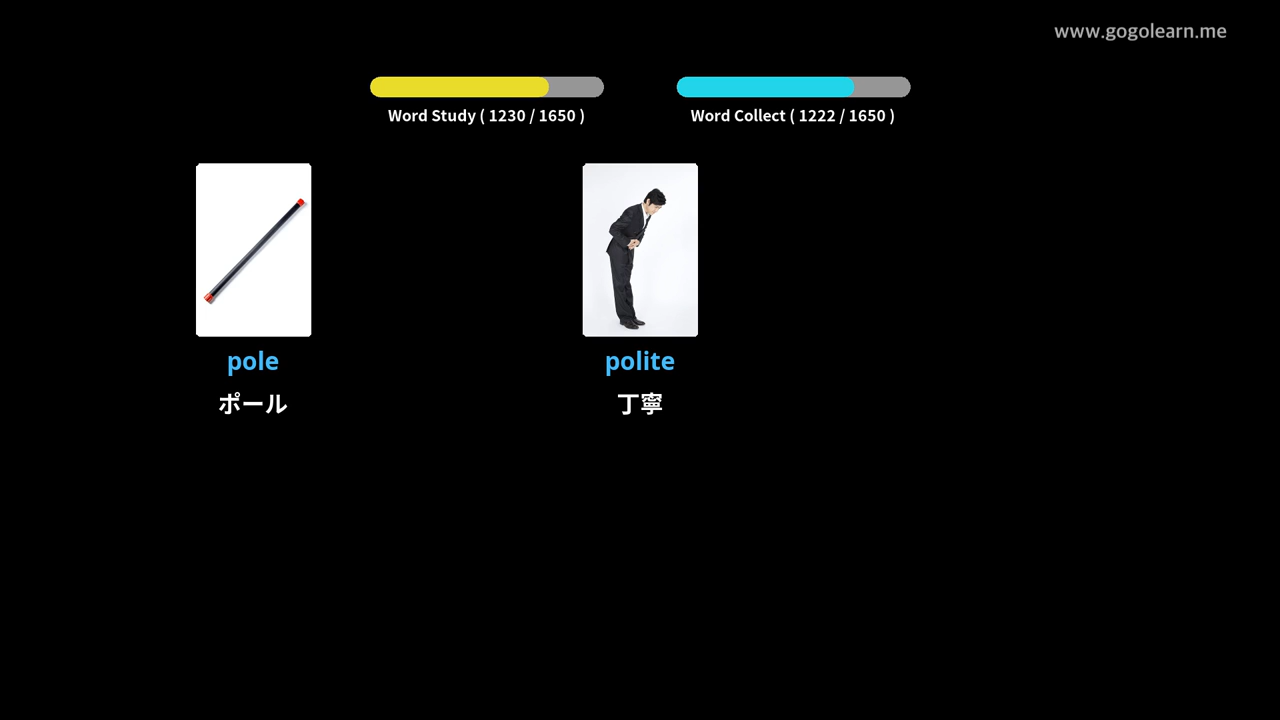 www.gogolearn.me
Word Study ( 1230 / 1650 )
Word Collect ( 1222 / 1650 )
pole
polite
ポール
丁寧